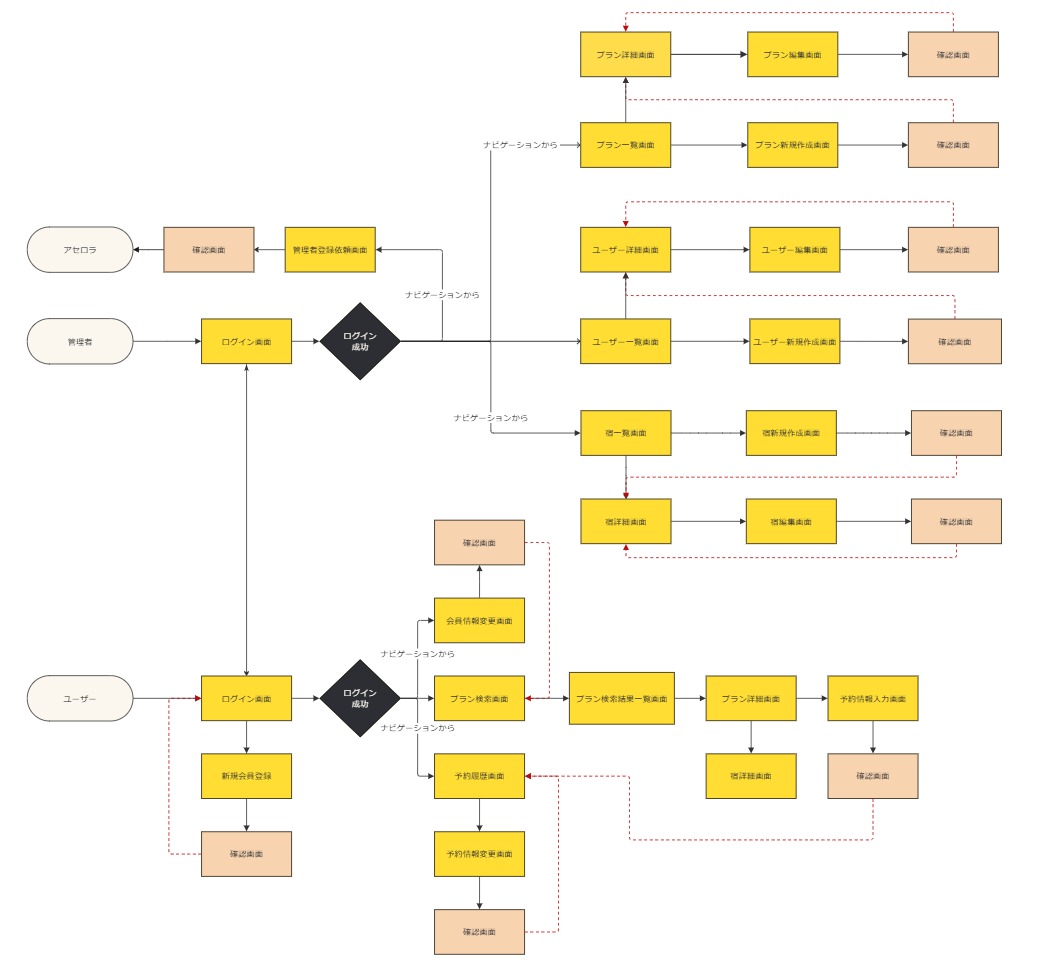 プラン詳細画面
プラン編集画面
確認画面
ナビゲーションから
プラン一覧画面
プラン新規作成画面
確認画面
アセロラ
確認画面
管理者登録依頼画面
ユーザー詳細画面
ユーザー編集画面
確認画面
ナビゲーションから
管理者
ログイン画面
ログイン
成功
ユーザー一覧画面
ユーザー新規作成画面
確認画面
ナビゲーションから
宿一覧画面
宿新規作成画面
確認画面
宿詳細画面
宿編集画面
確認画面
確認画面
会員情報変更画面
ナビゲーションから
ユーザー
ログイン画面
ログイン
成功
プラン検索画面
プラン検索結果一覧画面
プラン詳細画面
予約情報入力画面
ナビゲーションから
新規会員登録
予約履歴画面
宿詳細画面
確認画面
確認画面
予約情報変更画面
確認画面